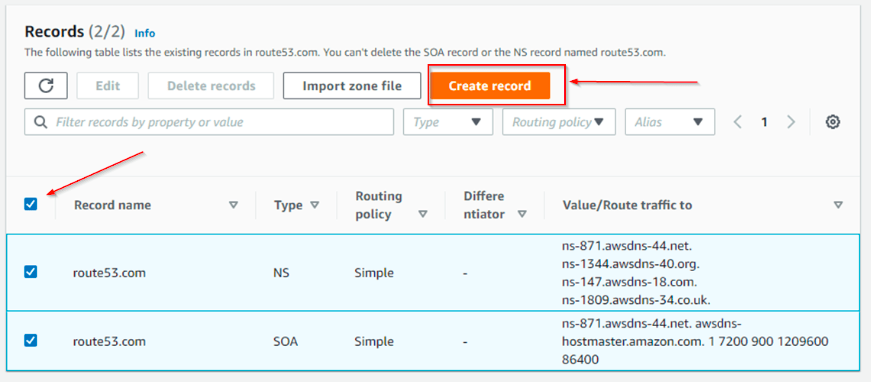 Records (2/2) Info
The following table lists the existing records in route53.com. You can't delete the SOA record or the NS record named route53.com.
Edit Delete records Import zone file Create record
Filter records by property or value Type Routing policy Alias 1
Record name Type Routing policy Differe ntiator Value/Route traffic to
route53.com NS Simple - ns-871.awsdns-44.net.
ns-1344.awsdns-40.org.
ns-147.awsdns-18.com.
ns-1809.awsdns-34.co.uk.
route53.com SOA Simple - ns-871.awsdns-44.net. awsdns-
hostmaster.amazon.com. 1 7200 900 1209600
86400